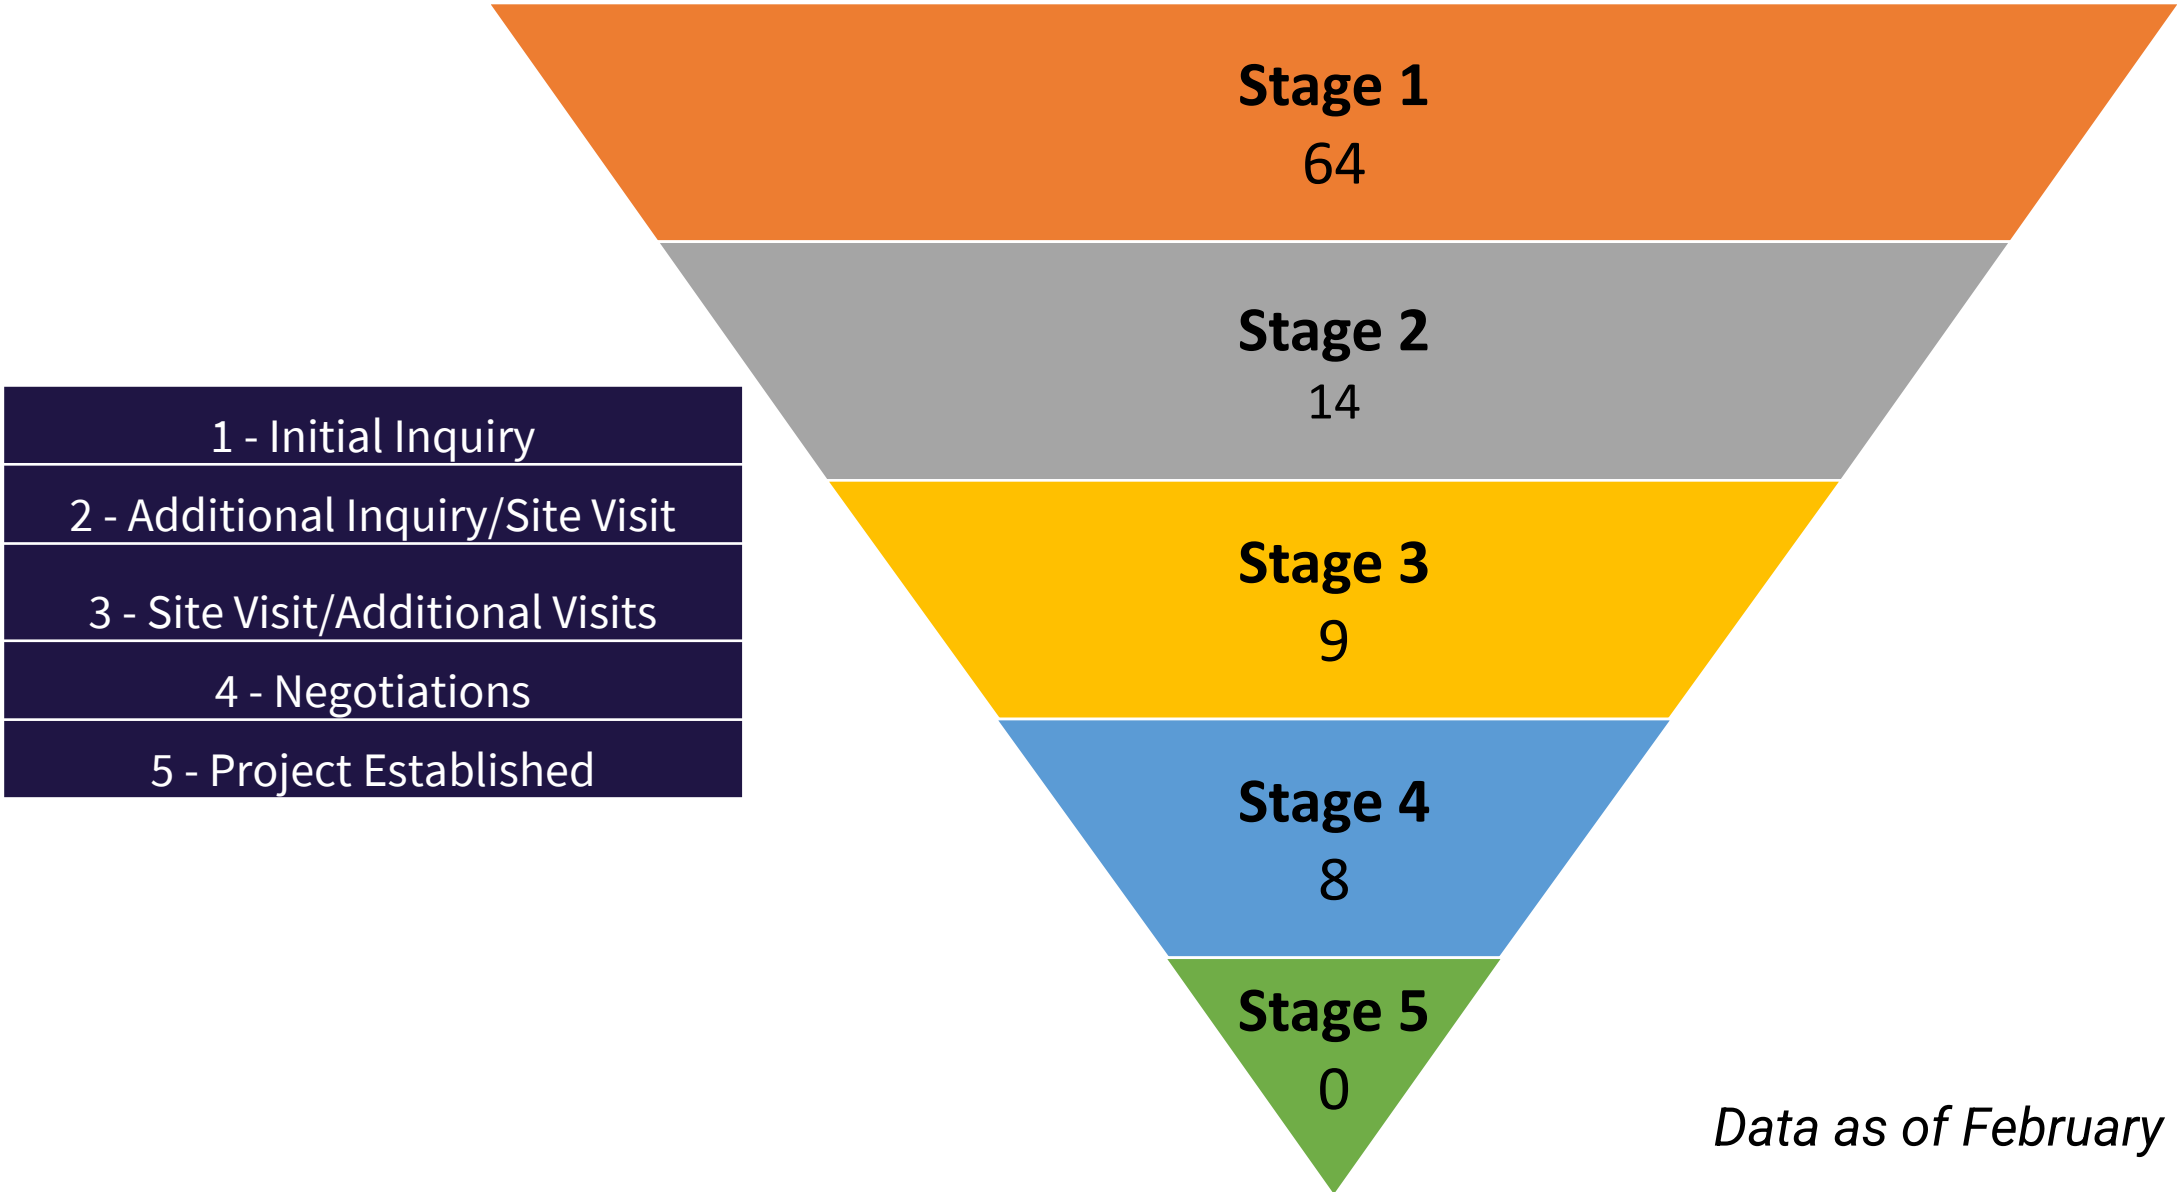 Stage 1
64
Stage 2
14
1 - Initial Inquiry
2 - Additional Inquiry/Site Visit
3 - Site Visit/Additional Visits
4 - Negotiations
5 - Project Established
Stage 3
9
Stage 4
8
Stage 5
0
Data as of February